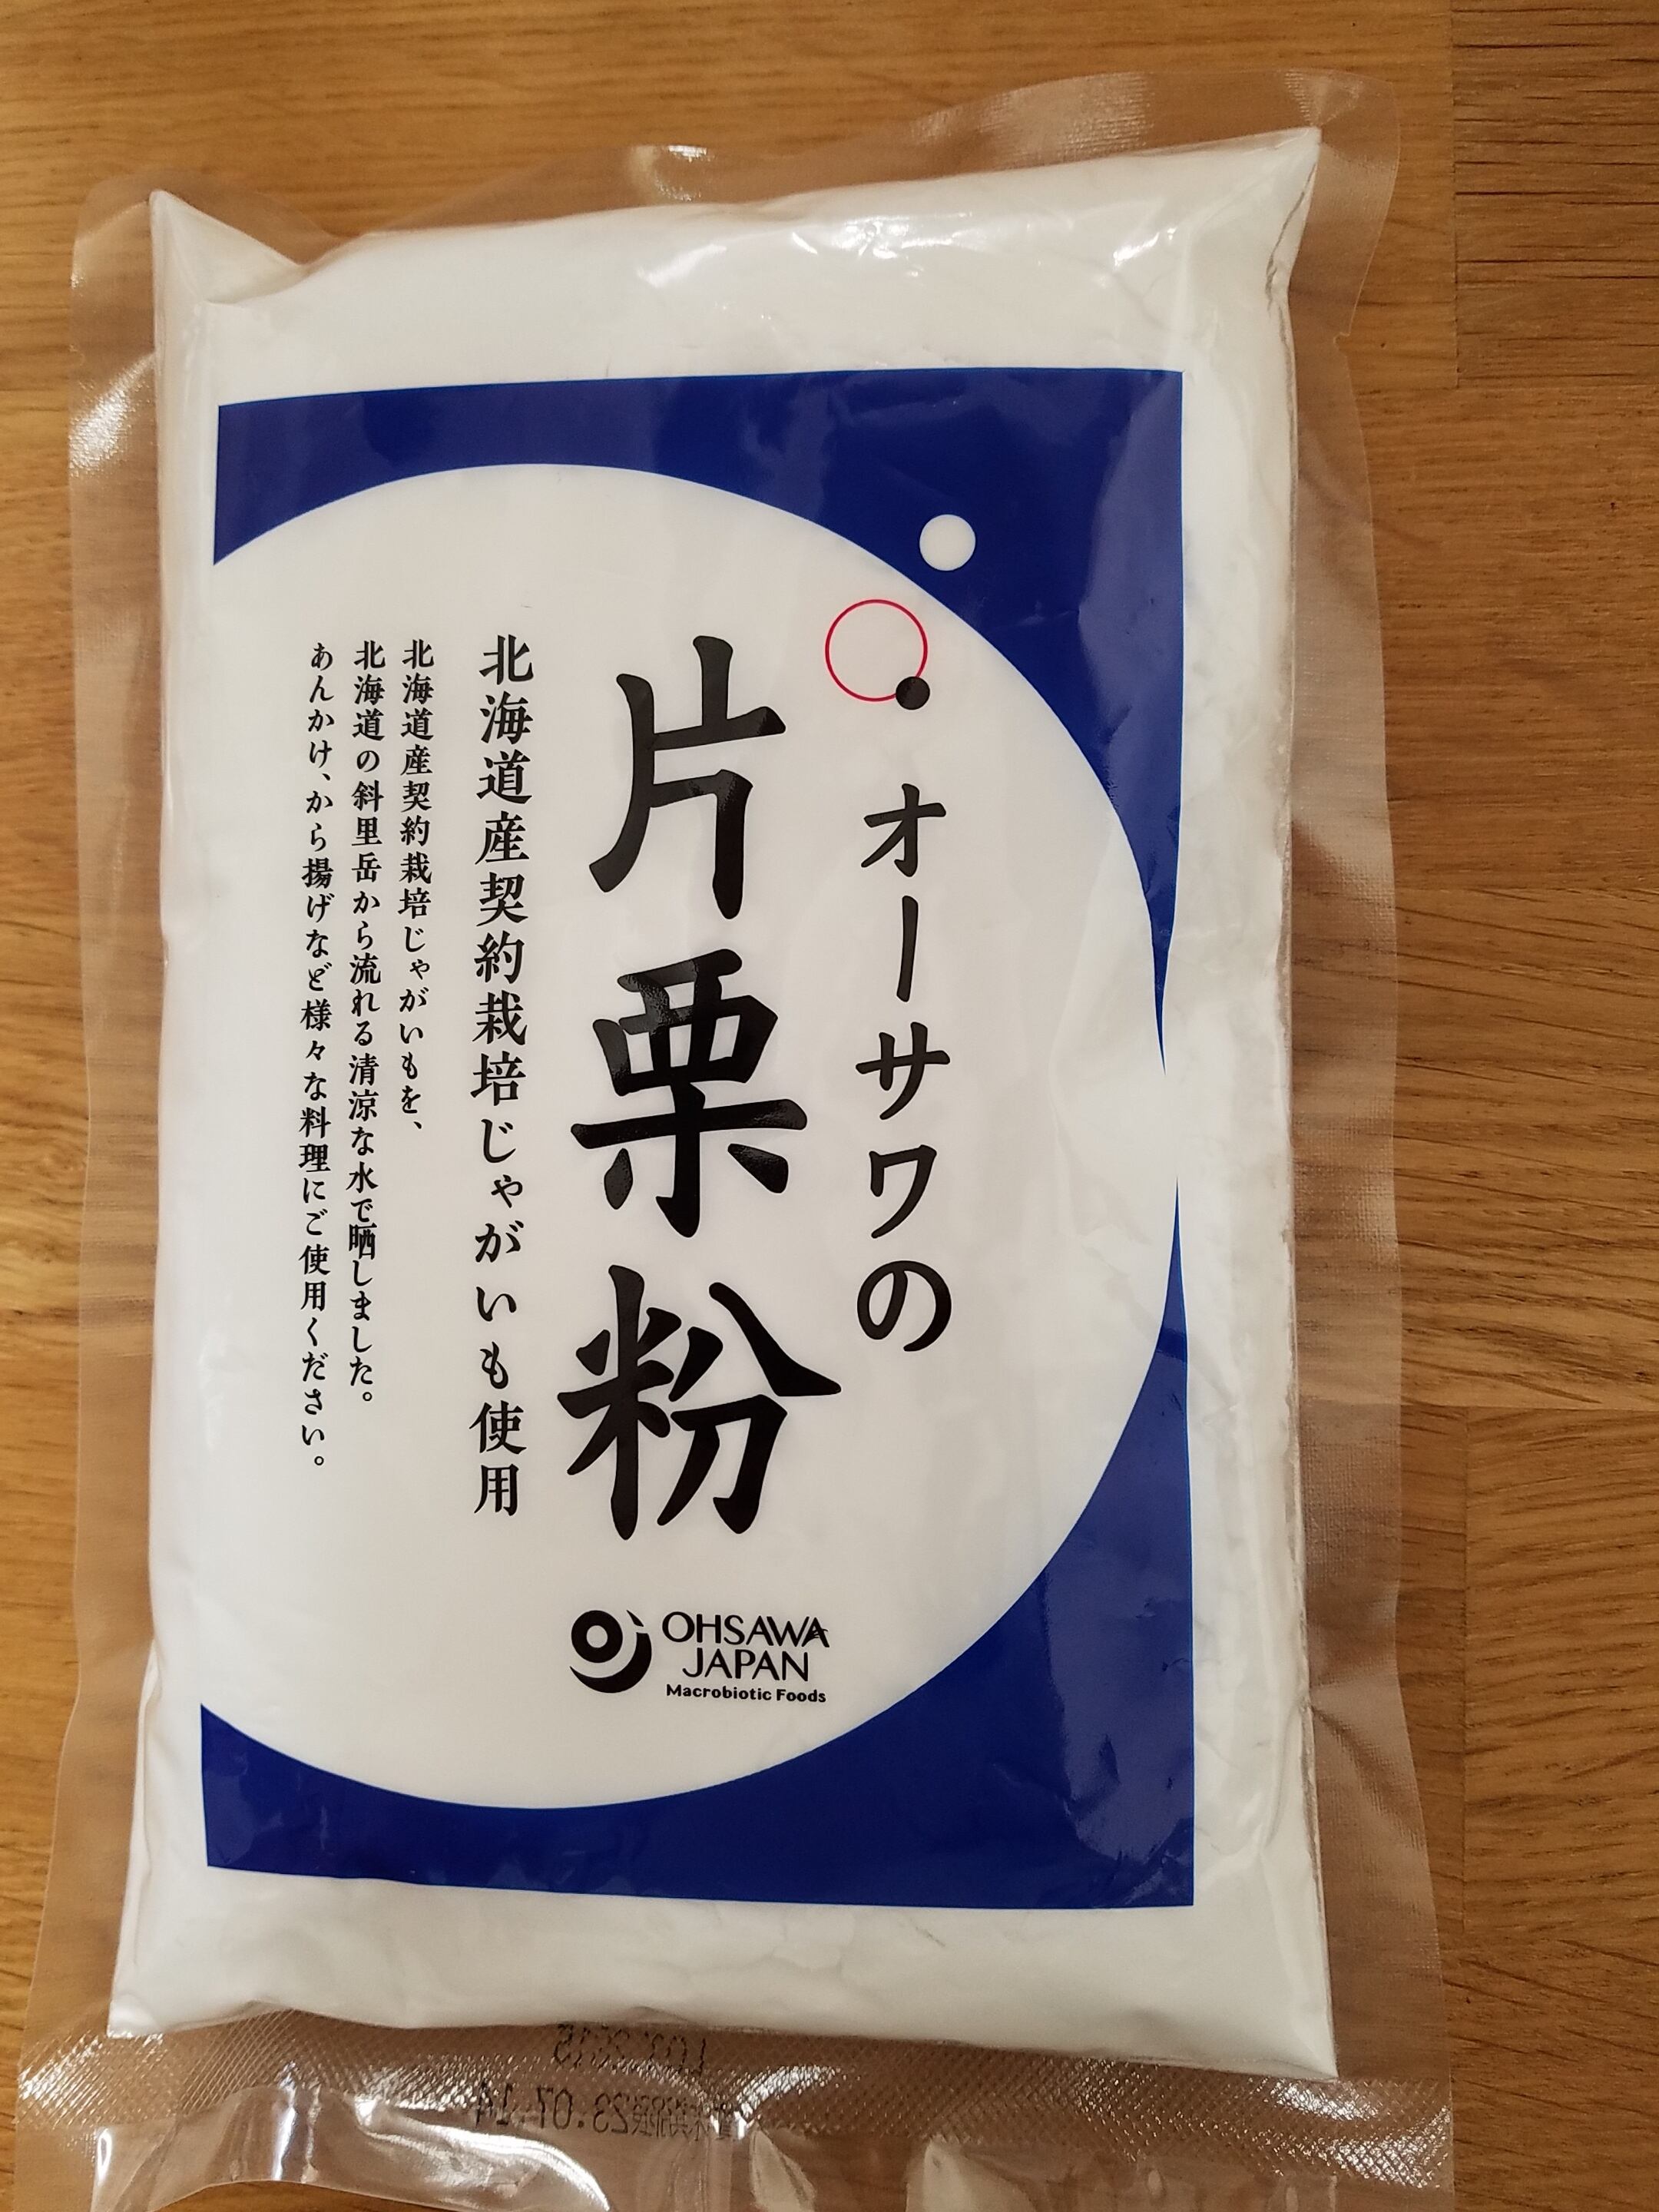 オーサワの
片栗粉
北海道産契約栽培じゃがいも使用
北海道産契約栽培じゃがいもを、
北海道の斜里岳から流れる清涼な水で晒しました。
あんかけ、から揚げなど様々な料理にご使用ください。
OHSAWA
JAPAN
Macrobiotic Foods
23.07.14